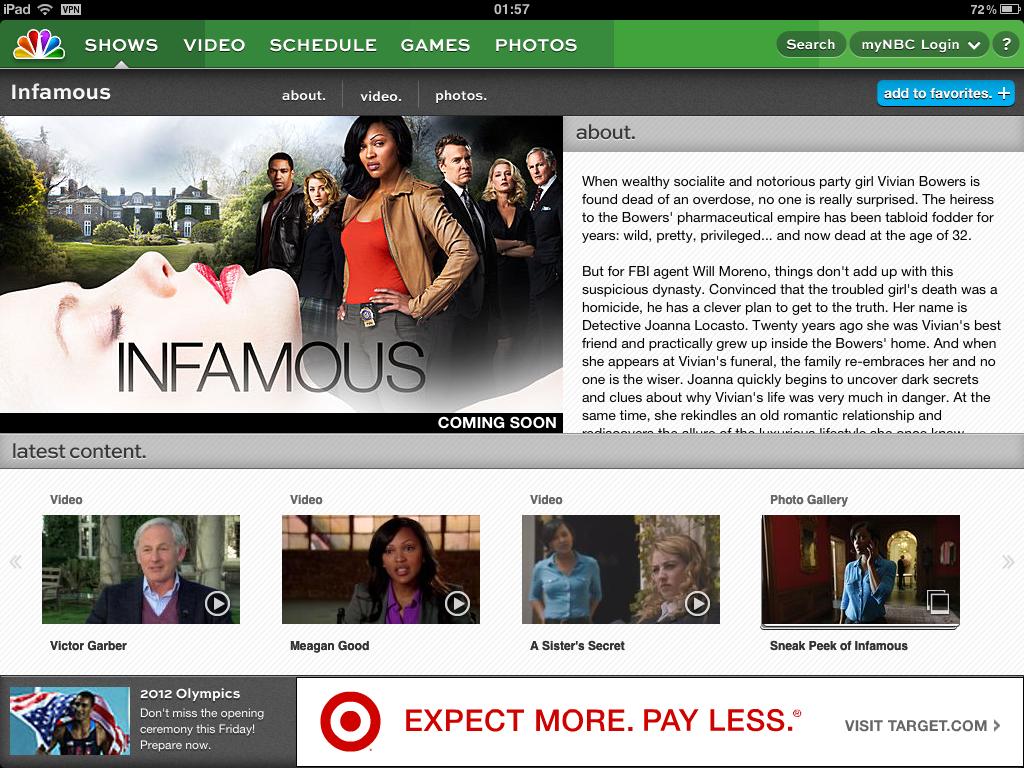 iPad VPN 01:57 72%
SHOWS VIDEO SCHEDULE GAMES PHOTOS Search myNBC Login ?
Infamous about. video. photos. add to favorites. +
INFAMOUS
COMING SOON
about.
When wealthy socialite and notorious party girl Vivian Bowers is
found dead of an overdose, no one is really surprised. The heiress
to the Bowers' pharmaceutical empire has been tabloid fodder for
years: wild, pretty, privileged... and now dead at the age of 32.
But for FBI agent Will Moreno, things don't add up with this
suspicious dynasty. Convinced that the troubled girl's death was a
homicide, he has a clever plan to get to the truth. Her name is
Detective Joanna Locasto. Twenty years ago she was Vivian's best
friend and practically grew up inside the Bowers' home. And when
she appears at Vivian's funeral, the family re-embraces her and no
one is the wiser. Joanna quickly begins to uncover dark secrets
and clues about why Vivian's life was very much in danger. At the
same time, she rekindles an old romantic relationship and
rediscovers the allure of the luxurious lifestyle she once knew
latest content.
Video Video Video Photo Gallery
Victor Garber Meagan Good A Sister's Secret Sneak Peek of Infamous
2012 Olympics
Don't miss the opening
ceremony this Friday!
Prepare now.
EXPECT MORE. PAY LESS.® VISIT TARGET.COM